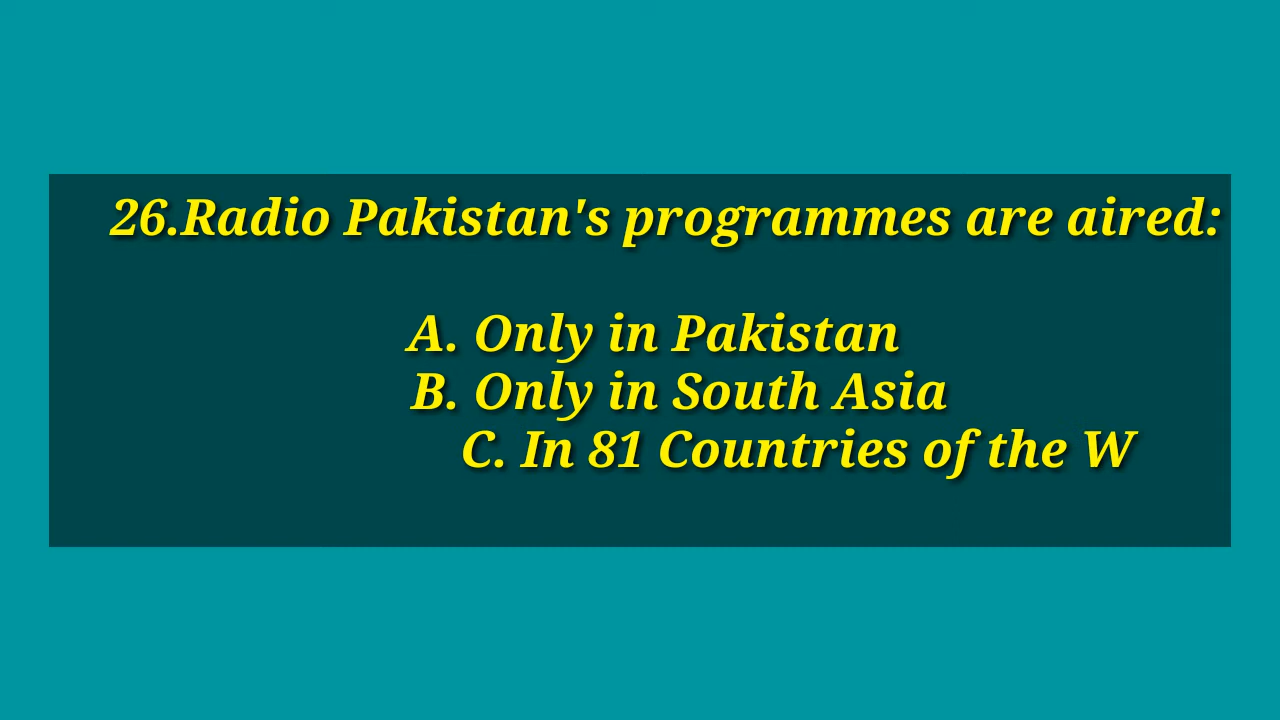 26.Radio Pakistan's programmes are aired:
A. Only in Pakistan
B. Only in South Asia
C. In 81 Countries of the W